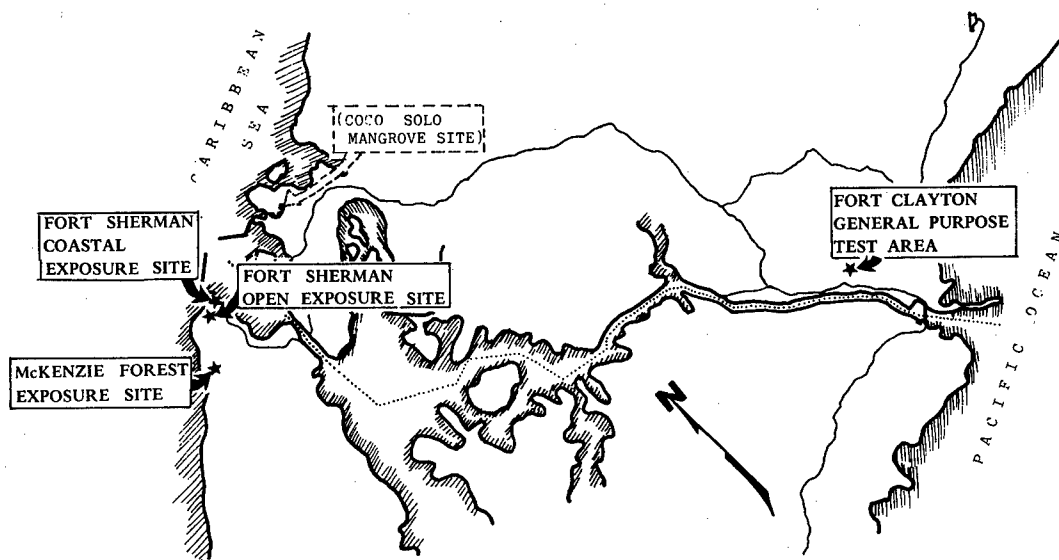 CARIBBEAN
SEA
(COCO SOLO
MANGROVE SITE)
FORT SHERMAN
COASTAL
EXPOSURE SITE
FORT SHERMAN
OPEN EXPOSURE SITE
McKENZIE FOREST
EXPOSURE SITE
FORT CLAYTON
GENERAL PURPOSE
TEST AREA
N
PACIFIC OCEAN